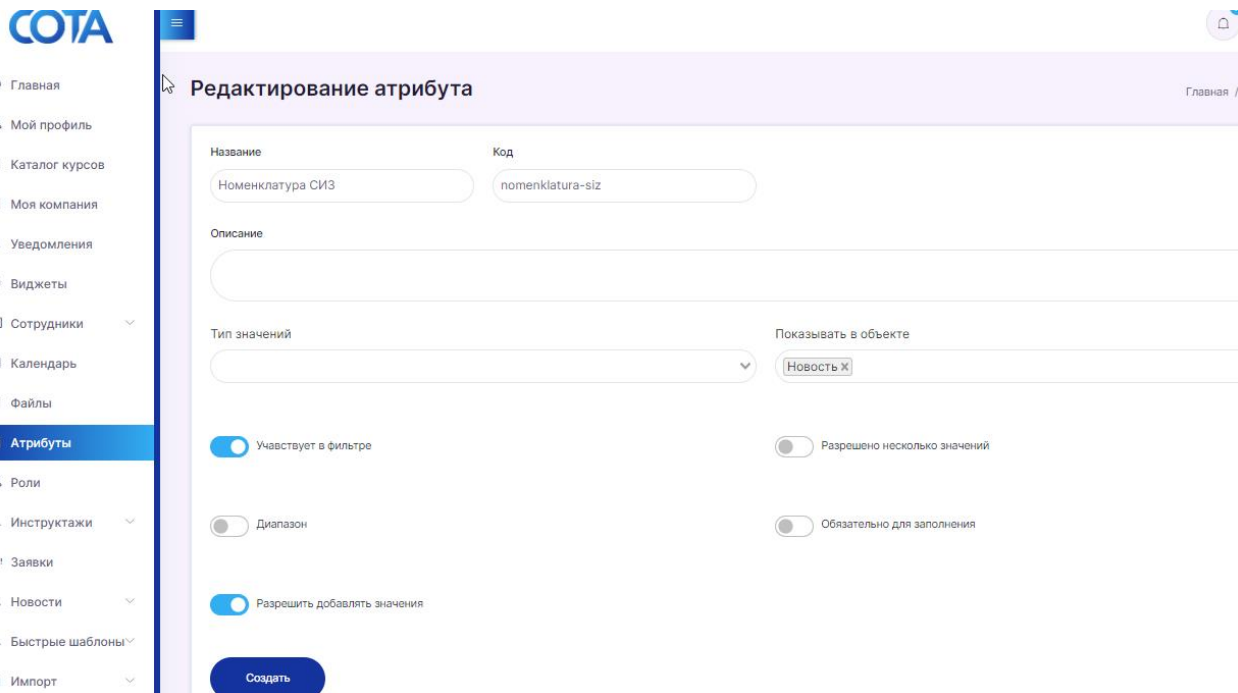 СОТА
Главная
Мой профиль
Каталог курсов
Моя компания
Уведомления
Виджеты
Сотрудники
Календарь
Файлы
Атрибуты
Роли
Инструктажи
Заявки
Новости
Быстрые шаблоны
Импорт
Редактирование атрибута
Главная /
Название
Код
Номенклатура СИЗ
nomenklatura-siz
Описание
Тип значений
Показывать в объекте
Новость ×
Учавствует в фильтре
Разрешено несколько значений
Диапазон
Обязательно для заполнения
Разрешить добавлять значения
Создать